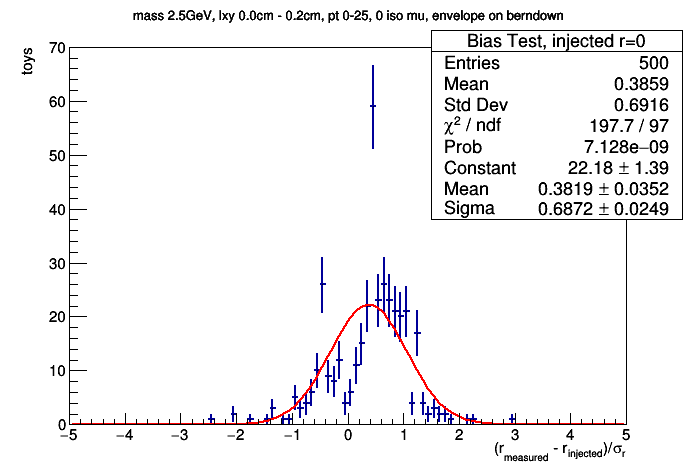 mass 2.5GeV, lxy 0.0cm - 0.2cm, pt 0-25, 0 iso mu, envelope on berndown
Bias Test, injected r=0
Entries 500
Mean 0.3859
Std Dev 0.6916
χ² / ndf 197.7 / 97
Prob 7.128e−09
Constant 22.18 ± 1.39
Mean 0.3819 ± 0.0352
Sigma 0.6872 ± 0.0249
toys
70
60
50
40
30
20
10
0
−5 −4 −3 −2 −1 0 1 2 3 4 5
(r_measured - r_injected)/σ_r